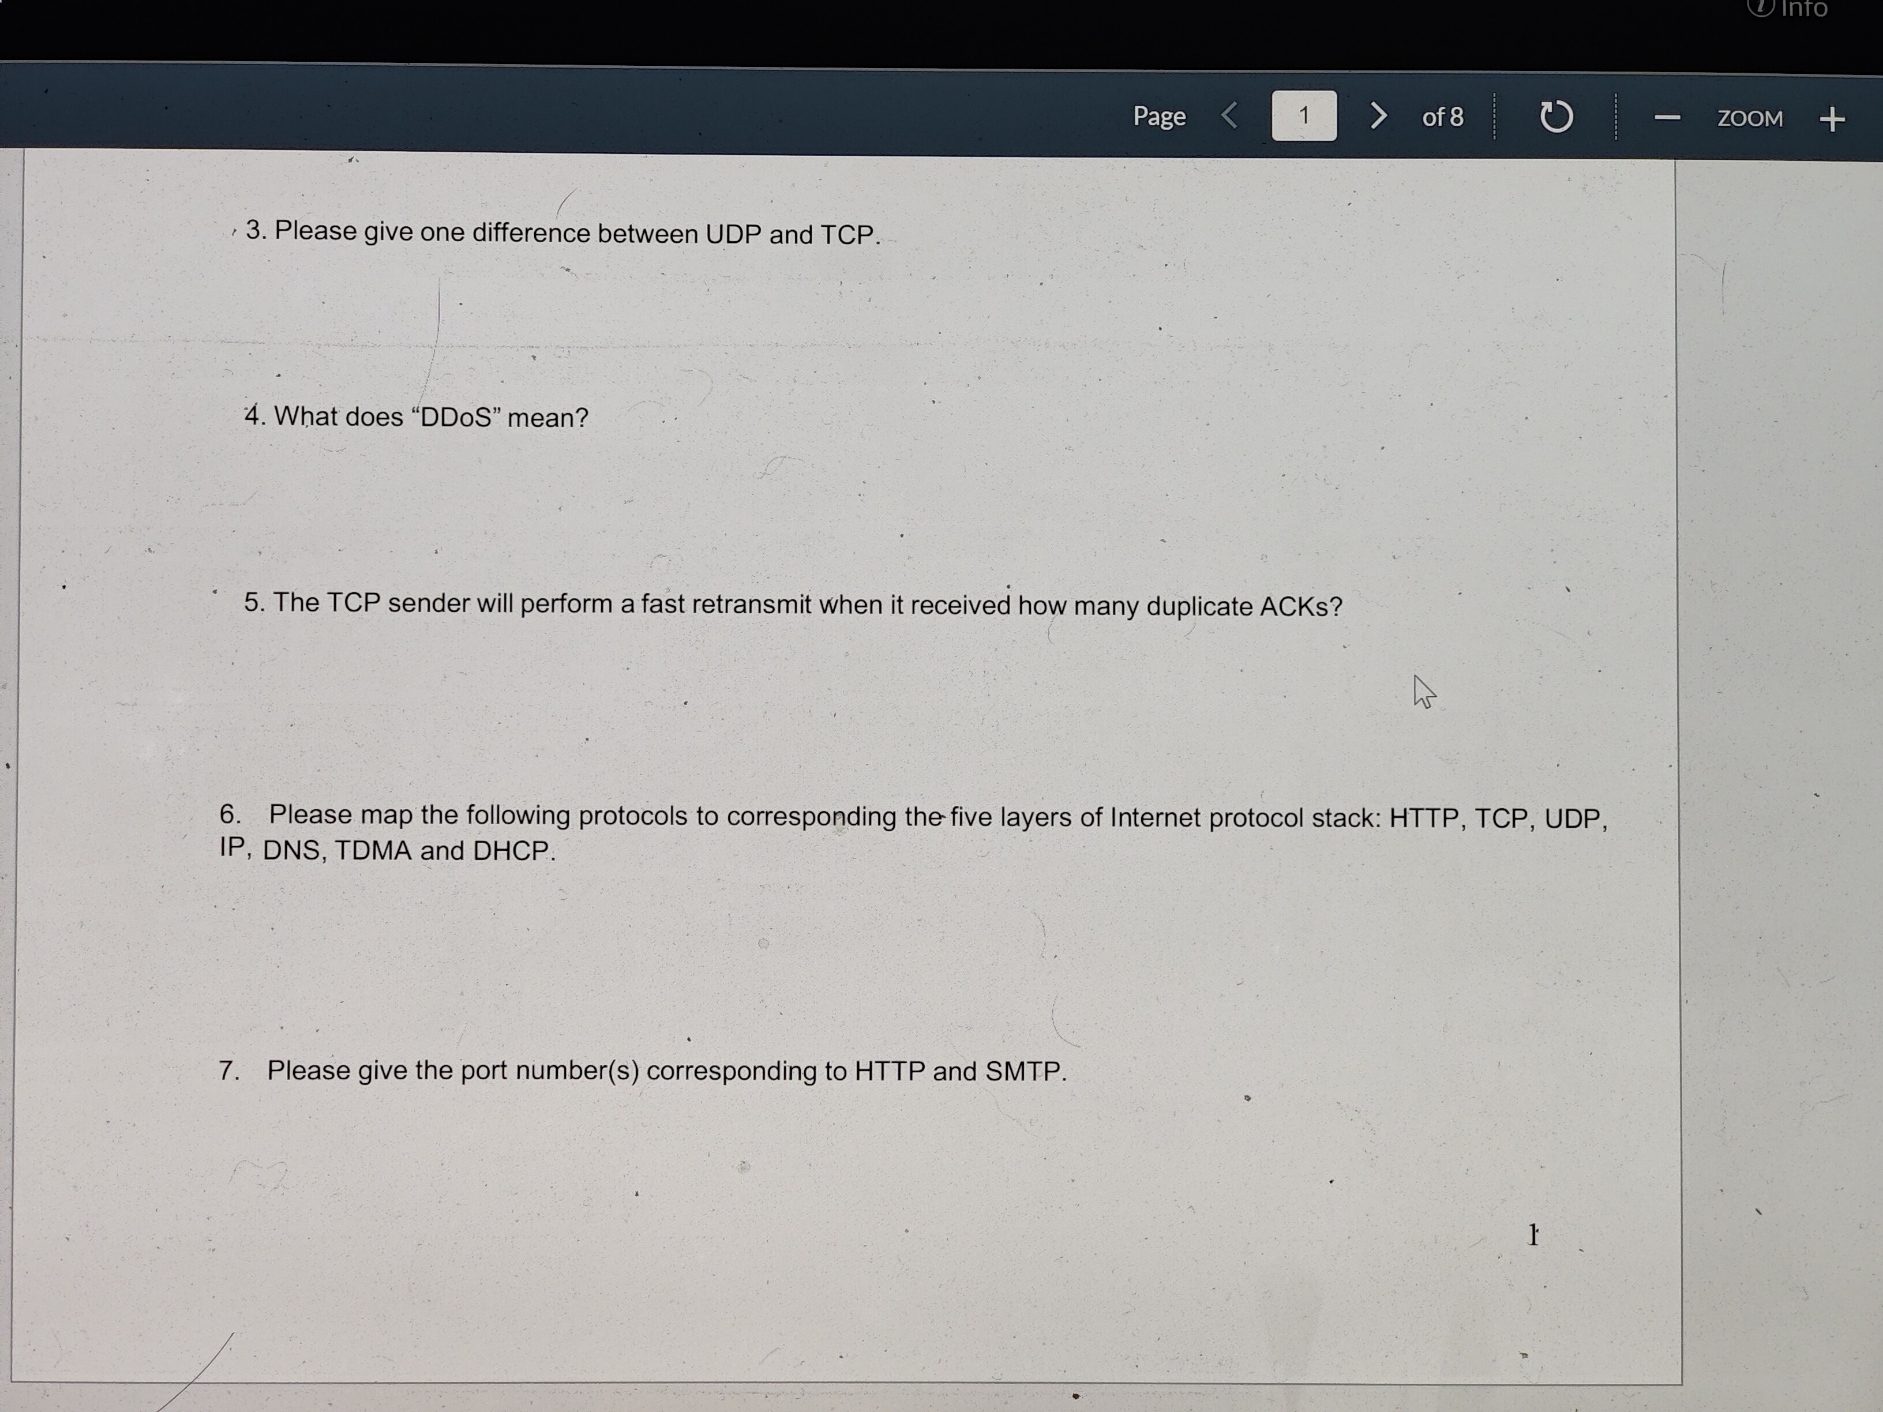 Info
Page 1 of 8 ZOOM
3. Please give one difference between UDP and TCP.
4. What does “DDoS” mean?
5. The TCP sender will perform a fast retransmit when it received how many duplicate ACKs?
6. Please map the following protocols to corresponding the five layers of Internet protocol stack: HTTP, TCP, UDP,
IP, DNS, TDMA and DHCP.
7. Please give the port number(s) corresponding to HTTP and SMTP.
1